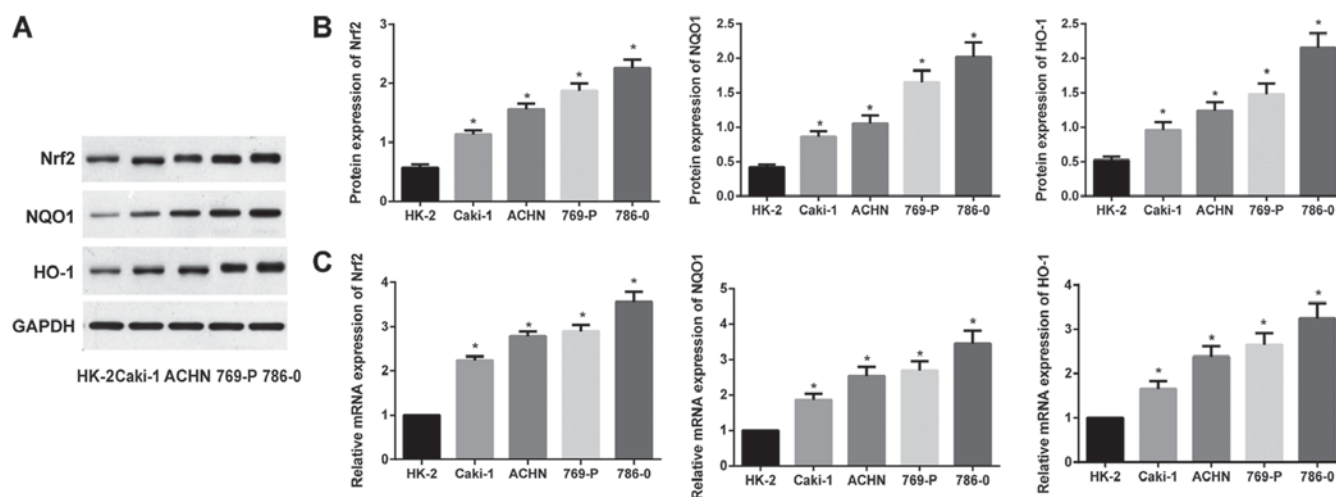 A
Nrf2
NQO1
HO-1
GAPDH
HK-2Caki-1 ACHN 769-P 786-0
B
Protein expression of Nrf2
3
2
1
0
* * * *
HK-2 Caki-1 ACHN 769-P 786-0
Protein expression of NQO1
2.5
2.0
1.5
1.0
0.5
0.0
* * * *
HK-2 Caki-1 ACHN 769-P 786-0
Protein expression of HO-1
2.5
2.0
1.5
1.0
0.5
0.0
* * * *
HK-2 Caki-1 ACHN 769-P 786-0
C
Relative mRNA expression of Nrf2
4
3
2
1
0
* * * *
HK-2 Caki-1 ACHN 769-P 786-0
Relative mRNA expression of NQO1
5
4
3
2
1
0
* * * *
HK-2 Caki-1 ACHN 769-P 786-0
Relative mRNA expression of HO-1
4
3
2
1
0
* * * *
HK-2 Caki-1 ACHN 769-P 786-0